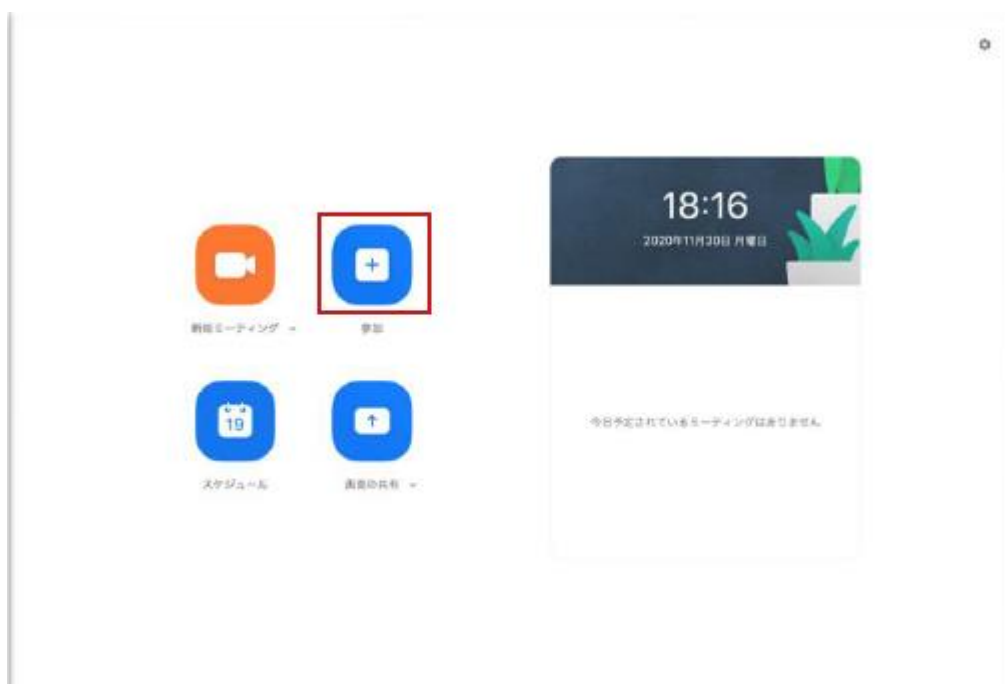 18:16
2020年11月30日 月曜日
新規ミーティング
参加
19
スケジュール
画面の共有
今日予定されているミーティングはありません